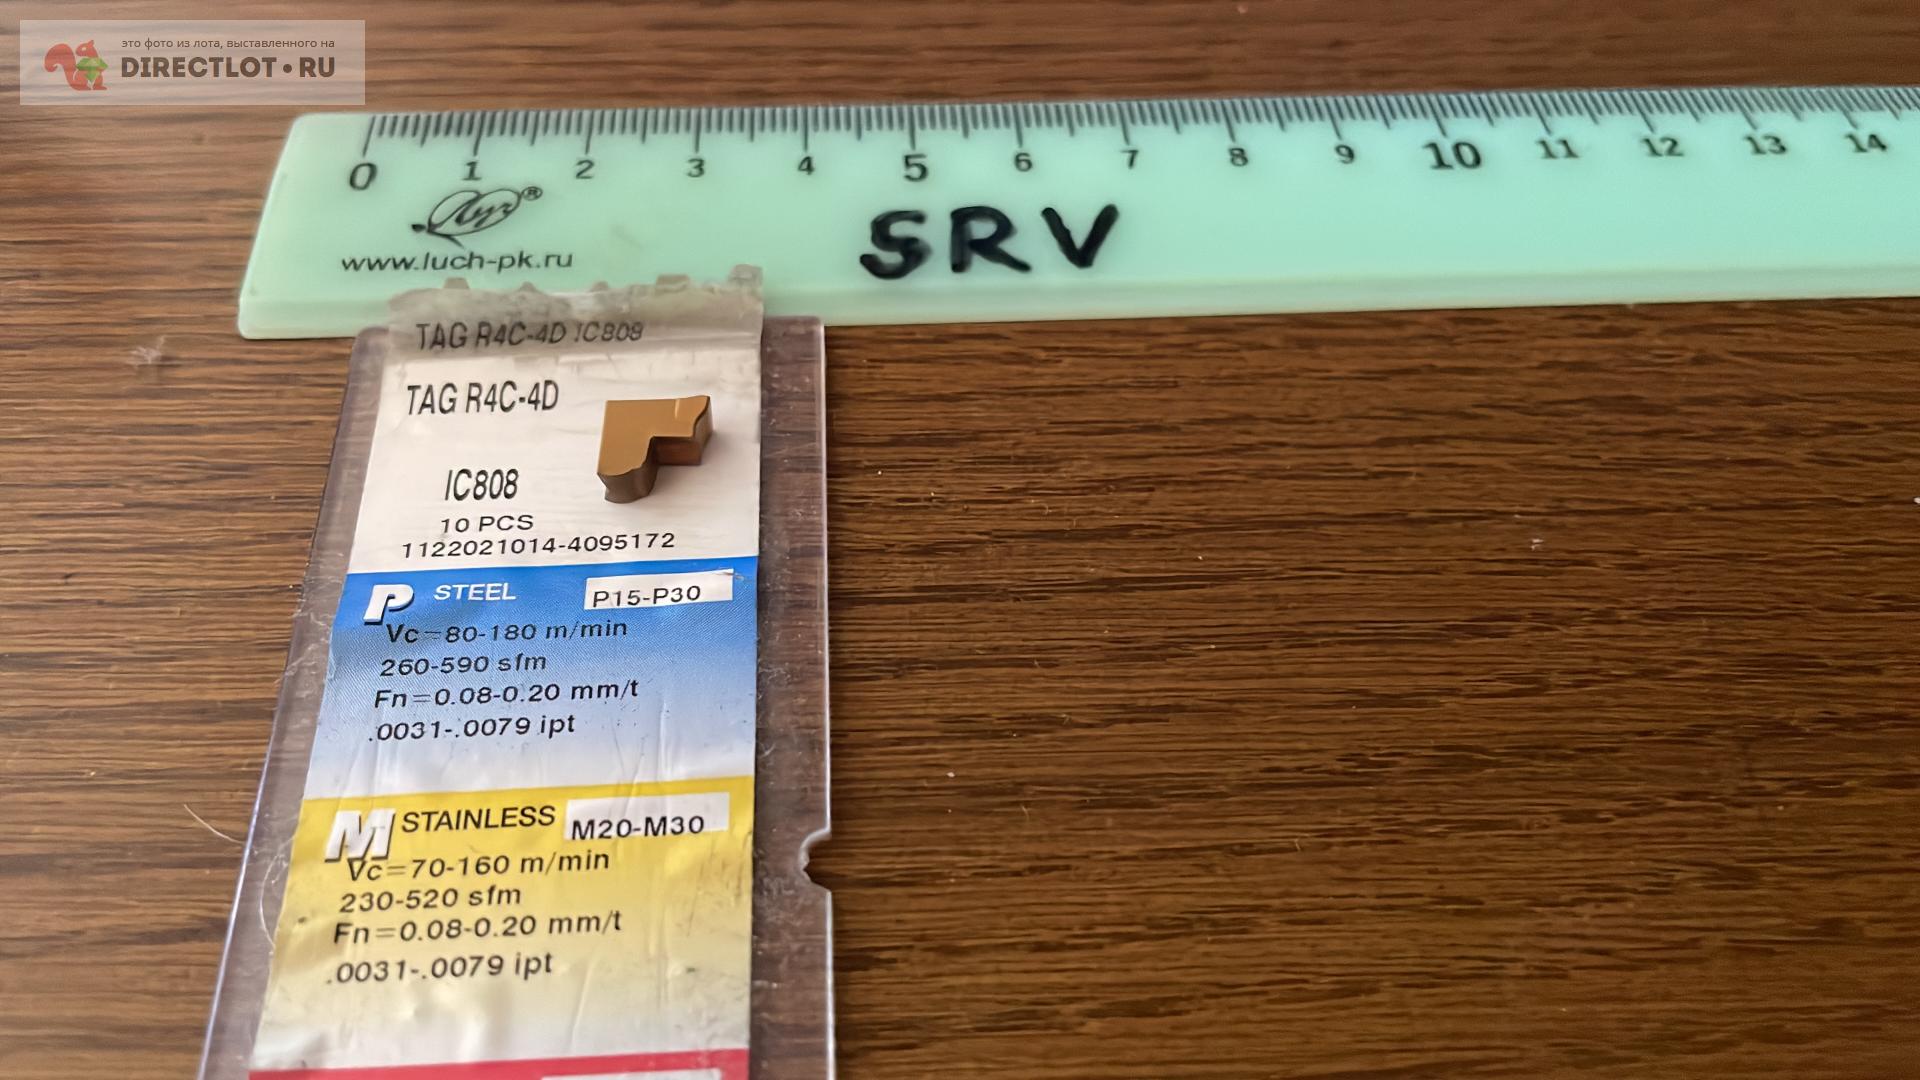 это фото из лота, выставленного на
DIRECTLOT•RU
0 1 2 3 4 5 6 7 8 9 10 11 12 13 14
Луч®
www.luch-pk.ru
SRV
TAG R4C-4D IC808
TAG R4C-4D
IC808
10 PCS
1122021014-4095172
P STEEL P15-P30
Vc=80-180 m/min
260-590 sfm
Fn=0.08-0.20 mm/t
.0031-.0079 ipt
M STAINLESS M20-M30
Vc=70-160 m/min
230-520 sfm
Fn=0.08-0.20 mm/t
.0031-.0079 ipt